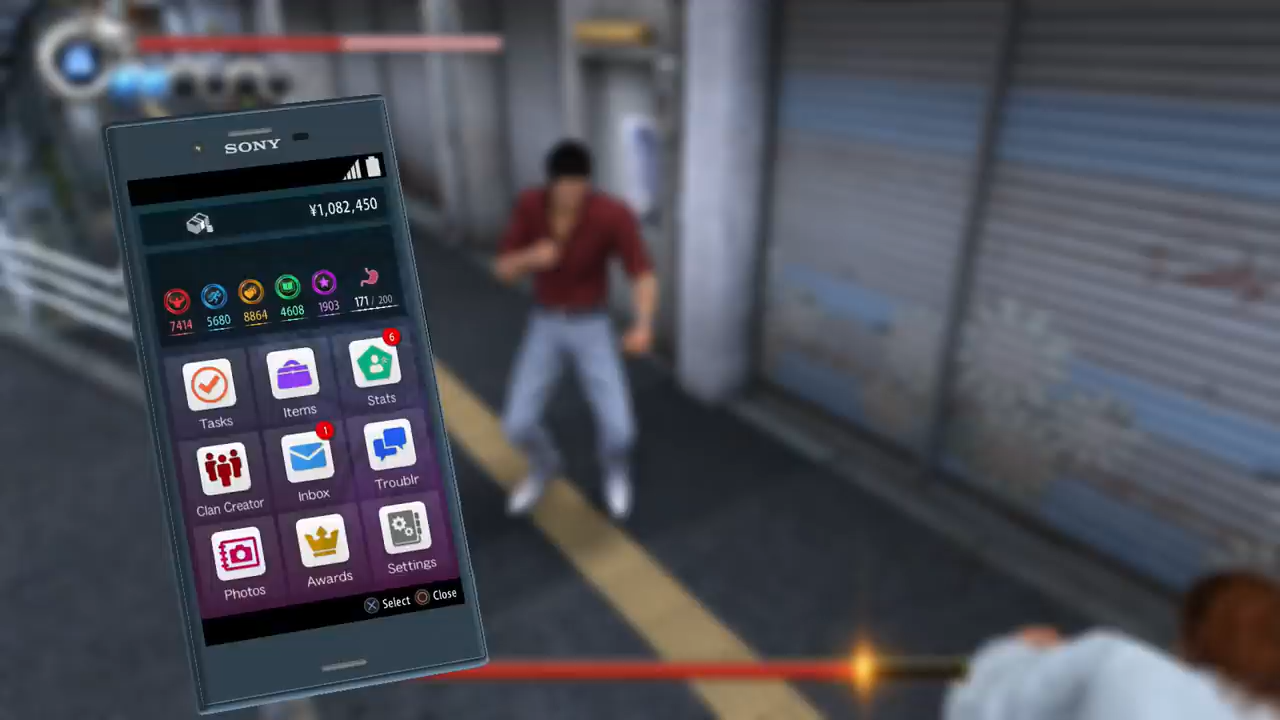 SONY
¥1,082,450
7414 5680 8864 4608 1903 171 / 200
6
Tasks Items Stats
1
Clan Creator Inbox Troublr
Photos Awards Settings
Select Close